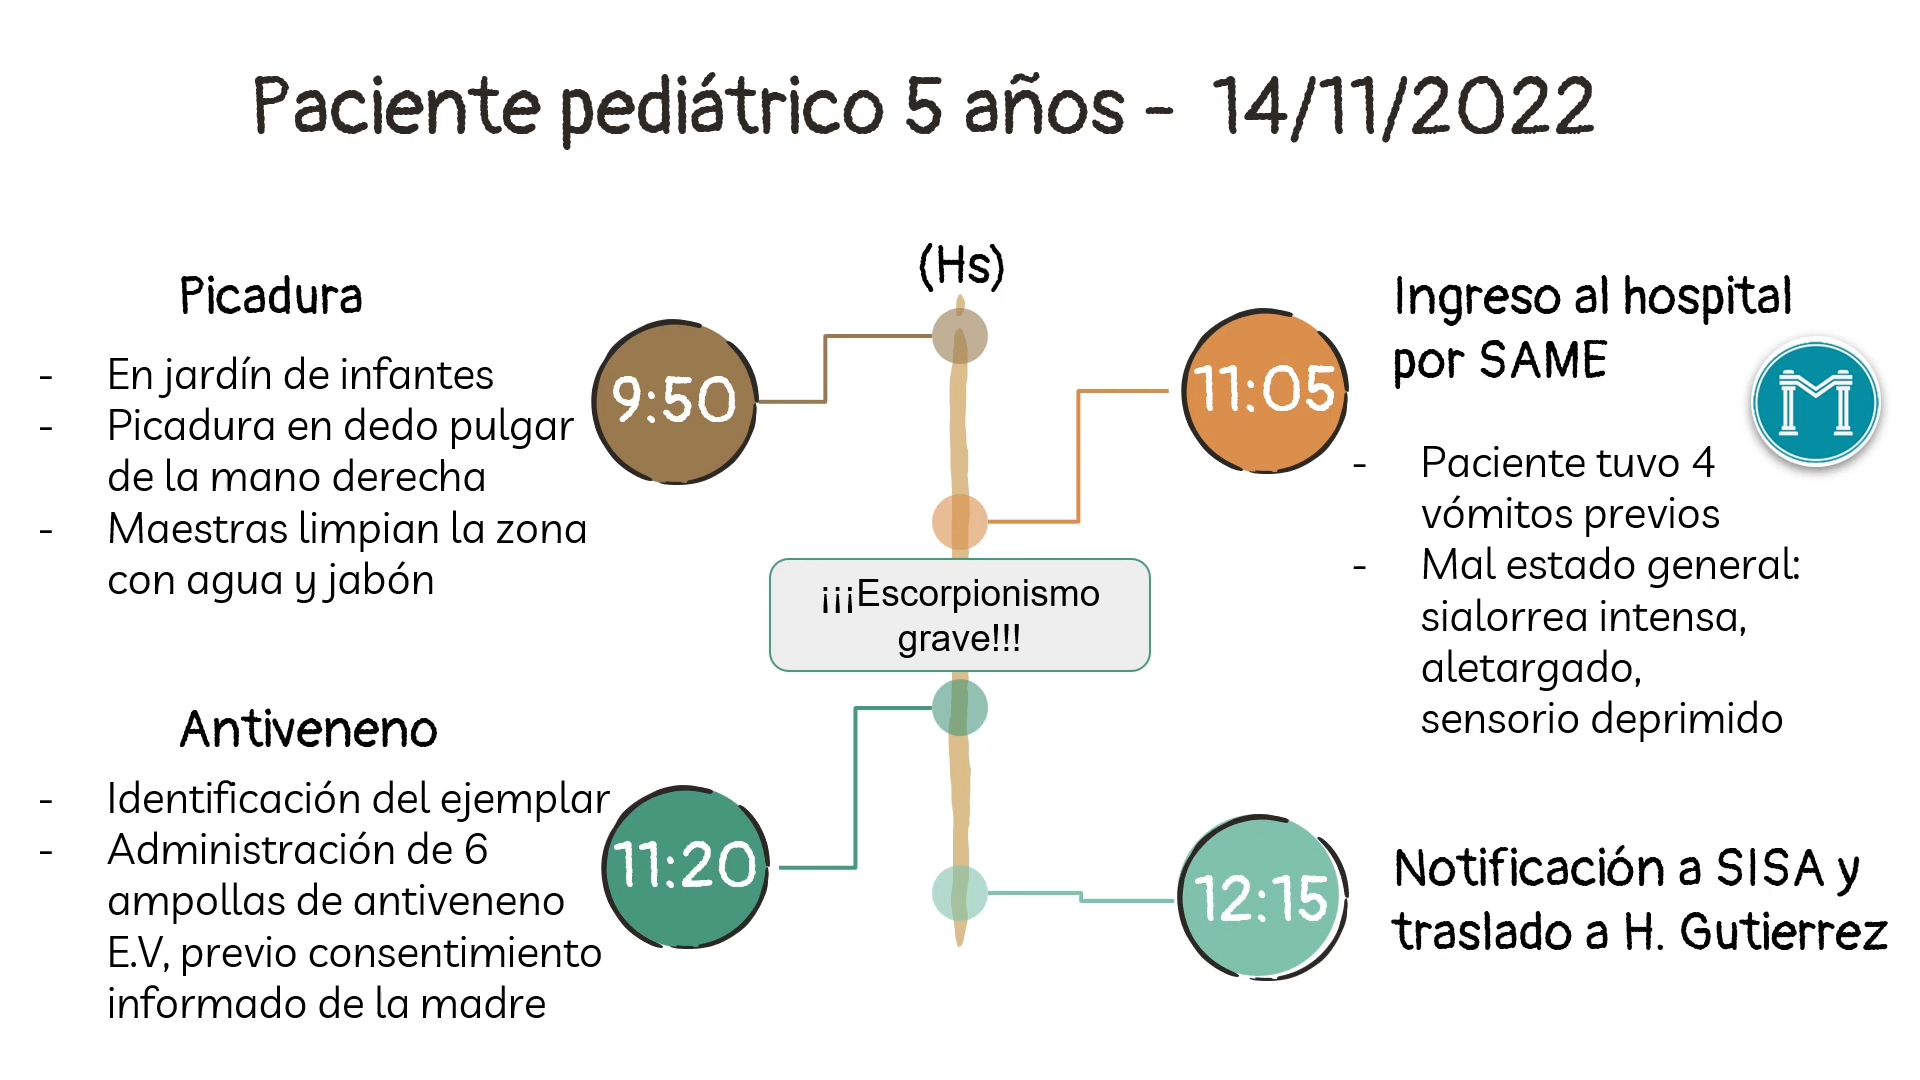 Paciente pediátrico 5 años - 14/11/2022
(Hs)
Picadura
- En jardín de infantes
- Picadura en dedo pulgar
de la mano derecha
- Maestras limpian la zona
con agua y jabón
9:50
11:05
Ingreso al hospital
por SAME
M
- Paciente tuvo 4
vómitos previos
- Mal estado general:
sialorrea intensa,
aletargado,
sensorio deprimido
¡¡¡Escorpionismo
grave!!!
Antiveneno
- Identificación del ejemplar
- Administración de 6
ampollas de antiveneno
E.V, previo consentimiento
informado de la madre
11:20
12:15
Notificación a SISA y
traslado a H. Gutierrez